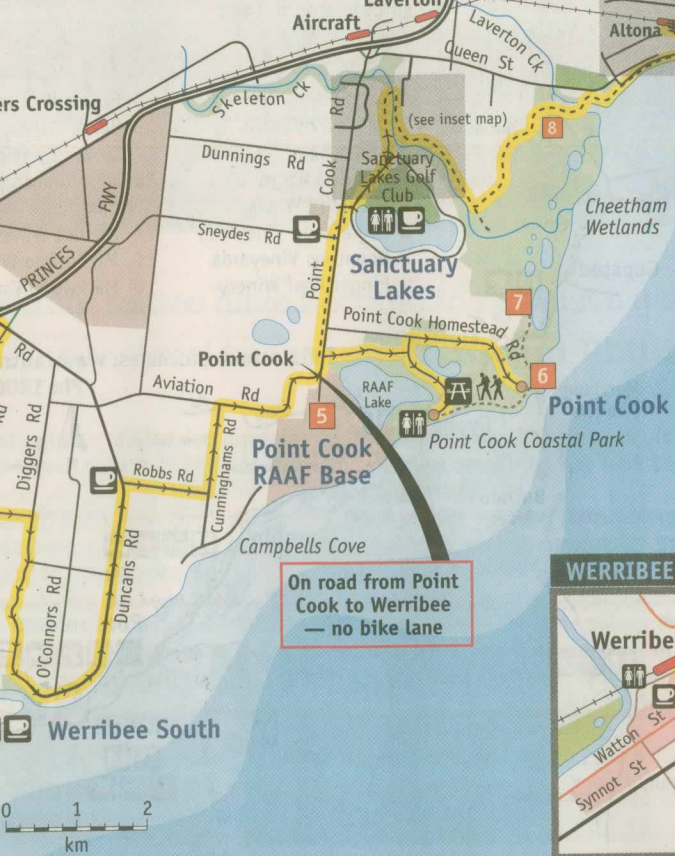 Laverton
Aircraft
Laverton Ck
Altona
Queen St
ers Crossing
Skeleton Ck
(see inset map)
8
Dunnings Rd
Point Cook Rd
Sanctuary
Lakes Golf
Club
FWY
PRINCES
Sneydes Rd
Cheetham
Wetlands
Sanctuary
Lakes
7
Point Cook Homestead Rd
Rd
Point Cook
6
Aviation Rd
RAAF
Lake
Point Cook
5
Rd
Diggers Rd
Point Cook
RAAF Base
Point Cook Coastal Park
Robbs Rd
Cunninghams Rd
Campbells Cove
Duncans Rd
O'Connors Rd
On road from Point
Cook to Werribee
— no bike lane
WERRIBEE
Werribe
Werribee South
Watton St
Synnot St
0 1 2
km